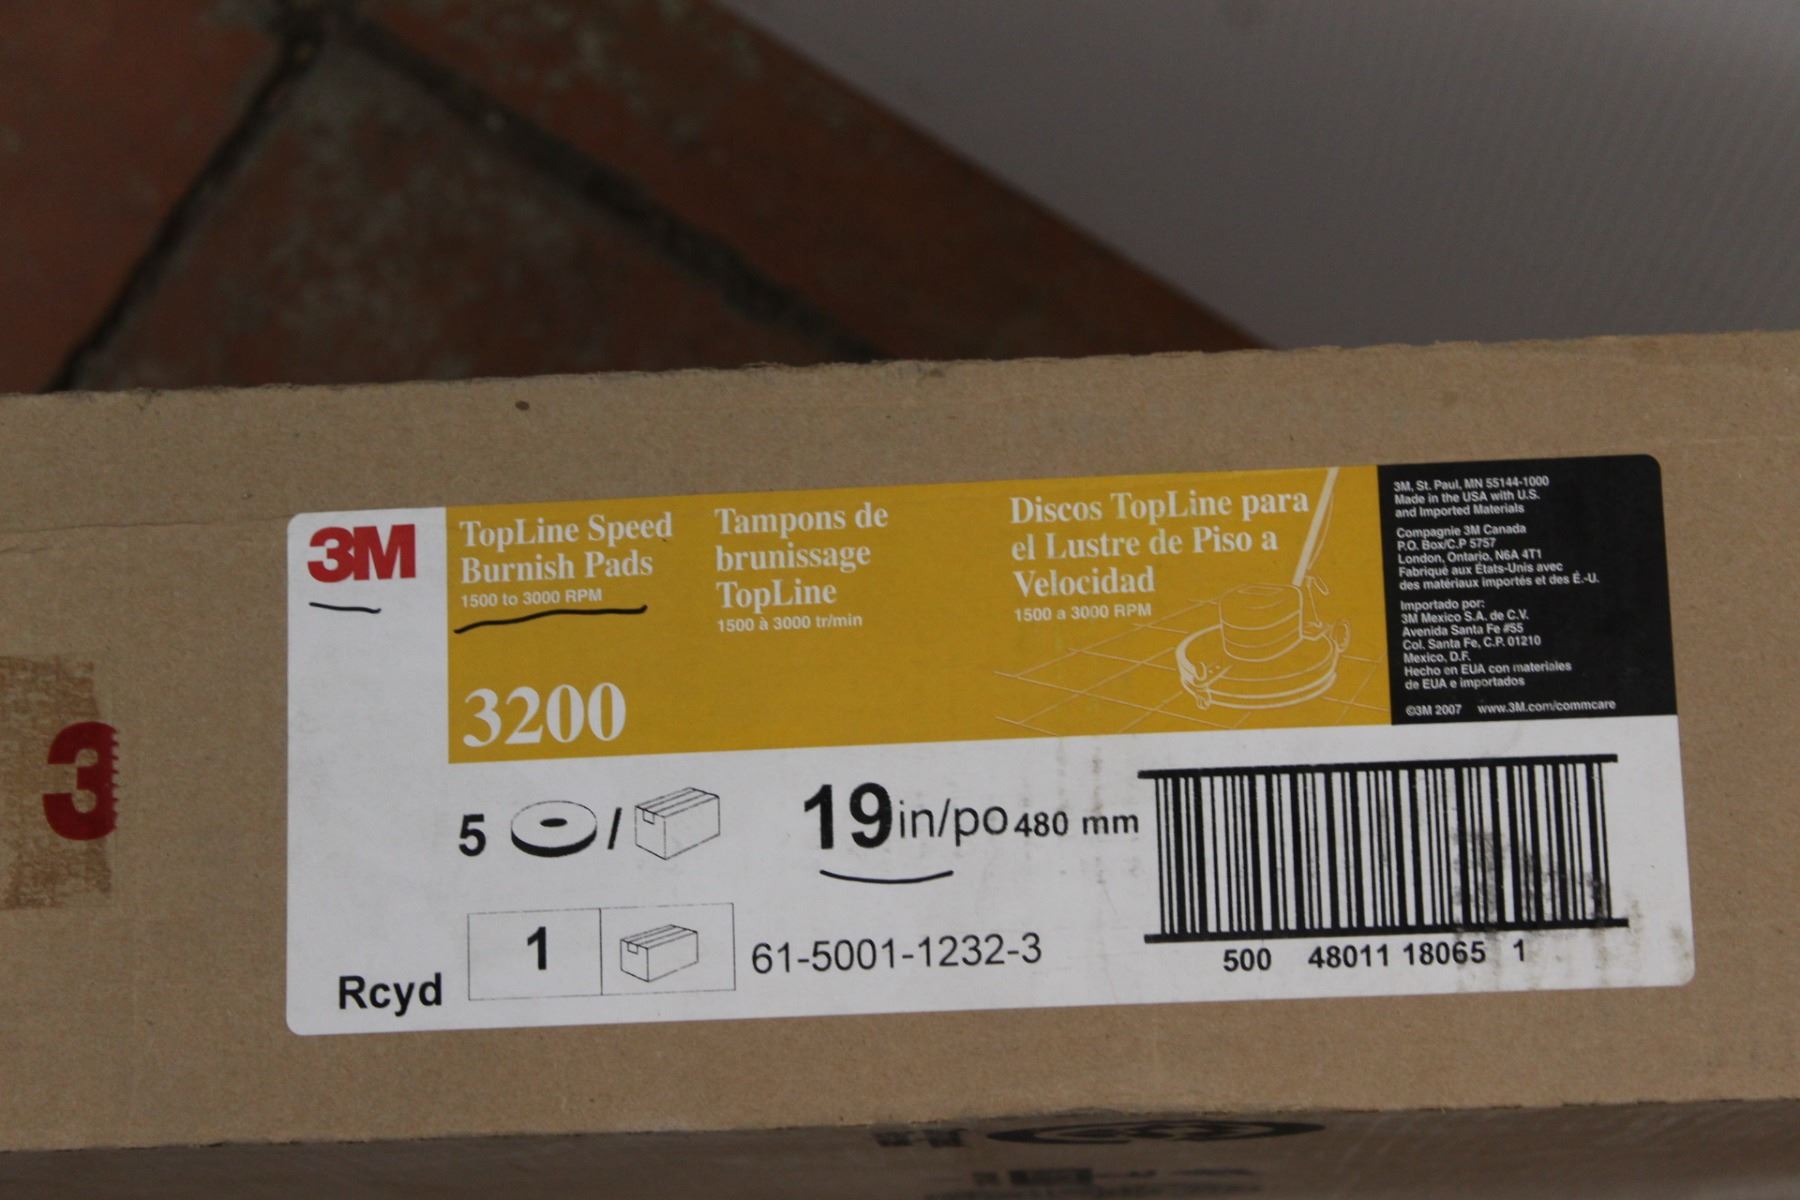 3M
TopLine Speed
Burnish Pads
1500 to 3000 RPM
Tampons de
brunissage
TopLine
1500 à 3000 tr/min
Discos TopLine para
el Lustre de Piso a
Velocidad
1500 a 3000 RPM
3200
3M, St. Paul, MN 55144-1000
Made in the USA with U.S.
and Imported Materials
Compagnie 3M Canada
P.O. Box/C.P 5757
London, Ontario, N6A 4T1
Fabriqué aux États-Unis avec
des matériaux importés et des É.-U.
Importado por:
3M Mexico S.A. de C.V.
Avenida Santa Fe #55
Col. Santa Fe, C.P. 01210
Mexico, D.F.
Hecho en EUA con materiales
de EUA e importados
©3M 2007 www.3M.com/commcare
3
5 /
19in/po 480 mm
1
61-5001-1232-3
500 48011 18065 1
Rcyd